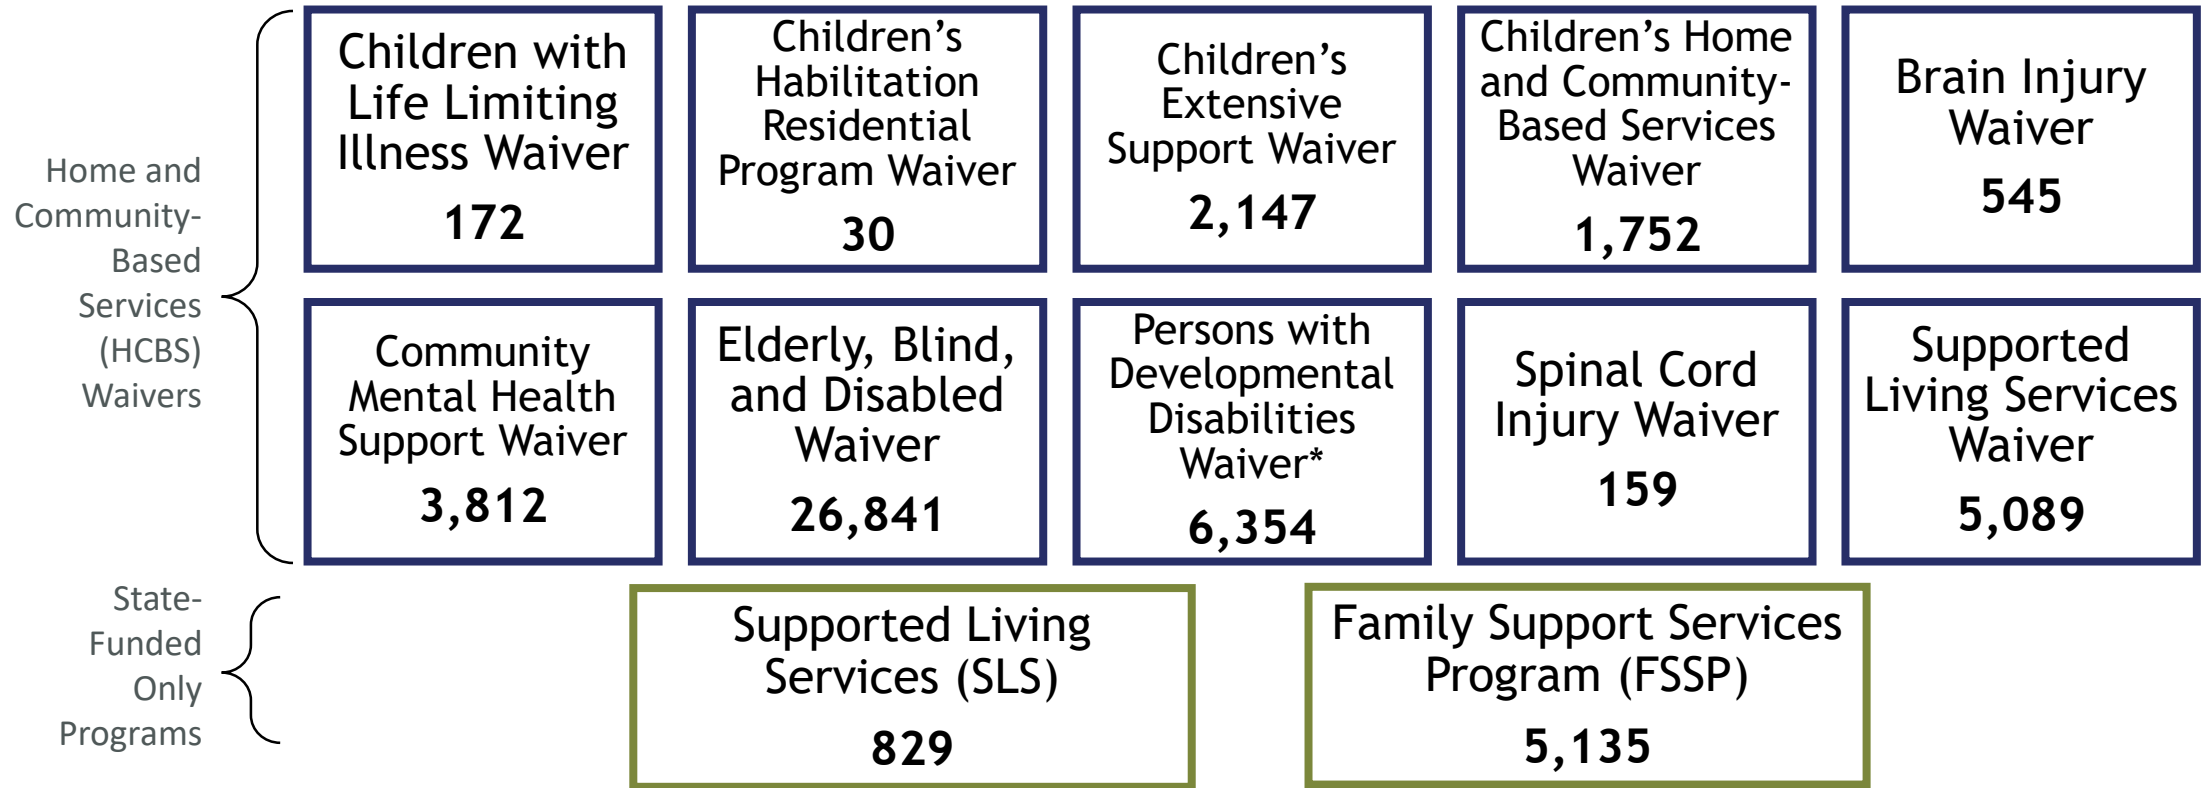 Home and
Community-
Based
Services
(HCBS)
Waivers
Children with
Life Limiting
Illness Waiver
172
Children’s
Habilitation
Residential
Program Waiver
30
Children’s
Extensive
Support Waiver
2,147
Children’s Home
and Community-
Based Services
Waiver
1,752
Brain Injury
Waiver
545
Community
Mental Health
Support Waiver
3,812
Elderly, Blind,
and Disabled
Waiver
26,841
Persons with
Developmental
Disabilities
Waiver*
6,354
Spinal Cord
Injury Waiver
159
Supported
Living Services
Waiver
5,089
State-
Funded
Only
Programs
Supported Living
Services (SLS)
829
Family Support Services
Program (FSSP)
5,135